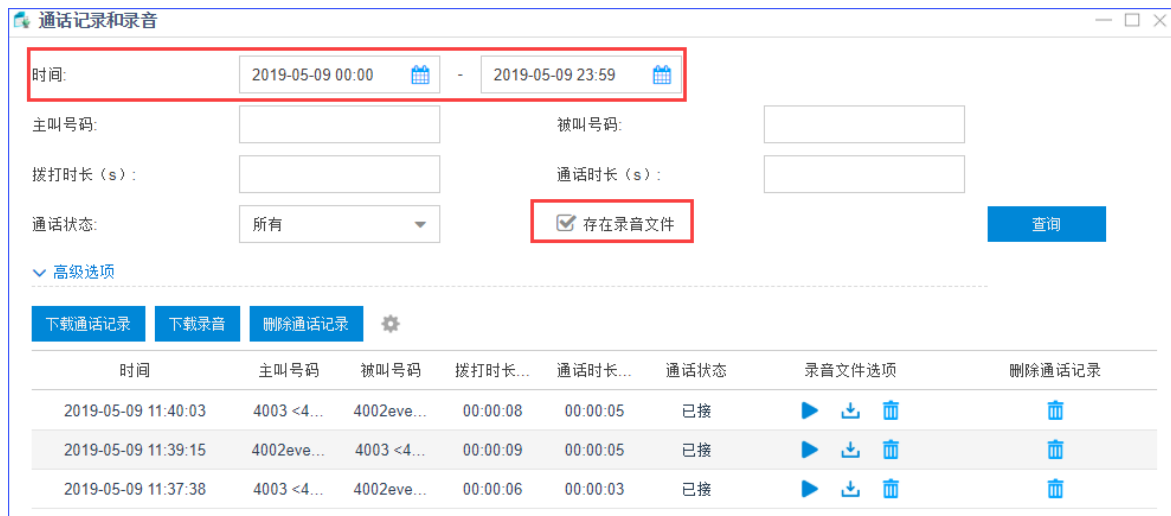 通话记录和录音
时间: 2019-05-09 00:00 - 2019-05-09 23:59
主叫号码: 被叫号码:
拨打时长（s）: 通话时长（s）:
通话状态: 所有 存在录音文件 查询
高级选项
下载通话记录 下载录音 删除通话记录
时间 主叫号码 被叫号码 拨打时长... 通话时长... 通话状态 录音文件选项 删除通话记录
2019-05-09 11:40:03 4003 <4... 4002eve... 00:00:08 00:00:05 已接
2019-05-09 11:39:15 4002eve... 4003 <4... 00:00:09 00:00:05 已接
2019-05-09 11:37:38 4003 <4... 4002eve... 00:00:06 00:00:03 已接